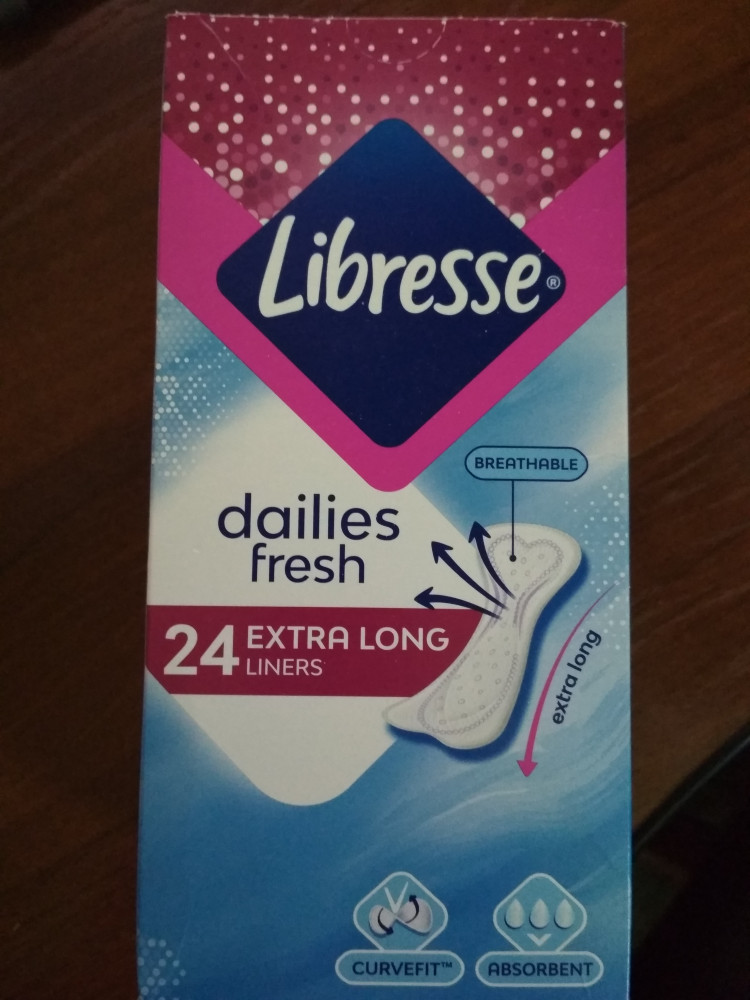 Libresse®
BREATHABLE
dailies
fresh
24 EXTRA LONG
LINERS
extra long
CURVEFIT™
ABSORBENT